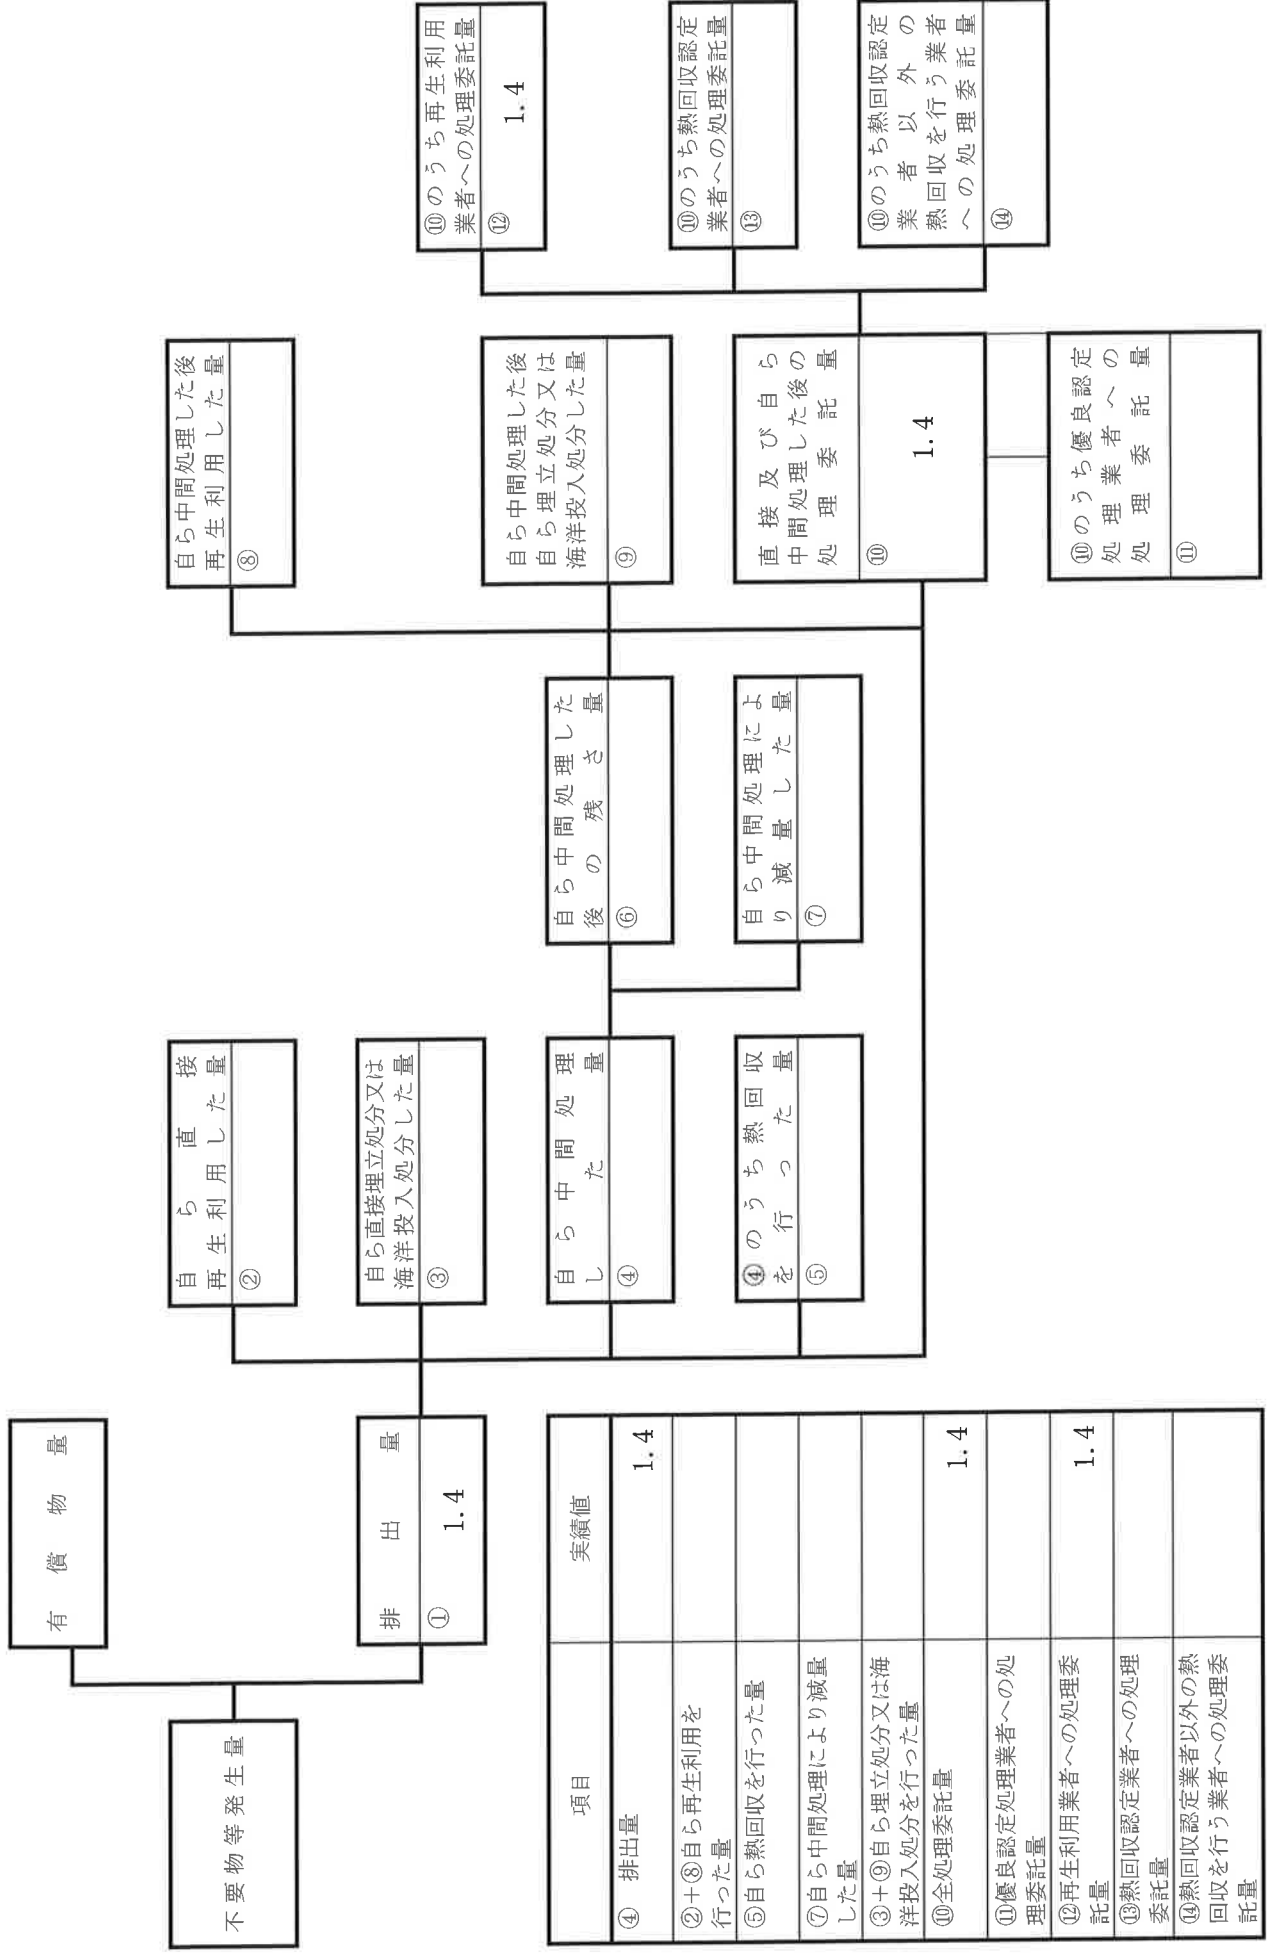 有償物量
不要物等発生量
排出量
①
1.4
自ら直接
再生利用した量
②
自ら直接埋立処分又は
海洋投入処分した量
③
自ら中間処理
した量
④
④のうち熱回収
を行った量
⑤
自ら中間処理した
後の残さ量
⑥
自ら中間処理によ
り減量した量
⑦
自ら中間処理した後
再生利用した量
⑧
自ら中間処理した後
自ら埋立処分又は
海洋投入処分した量
⑨
直接及び自ら
中間処理した後の
処理委託量
⑩
1.4
⑩のうち優良認定
処理業者への
処理委託量
⑪
⑩のうち再生利用
業者への処理委託量
⑫
1.4
⑩のうち熱回収認定
業者への処理委託量
⑬
⑩のうち熱回収認定
業者以外の
熱回収を行う業者
への処理委託量
⑭
項目 実績値
④ 排出量 1.4
②+⑧自ら再生利用を
行った量
⑤自ら熱回収を行った量
⑦自ら中間処理により減量
した量
③+⑨自ら埋立処分又は海
洋投入処分を行った量
⑩全処理委託量 1.4
⑪優良認定処理業者への処
理委託量
⑫再生利用業者への処理委
託量 1.4
⑬熱回収認定業者への処理
委託量
⑭熱回収認定業者以外の熱
回収を行う業者への処理委
託量